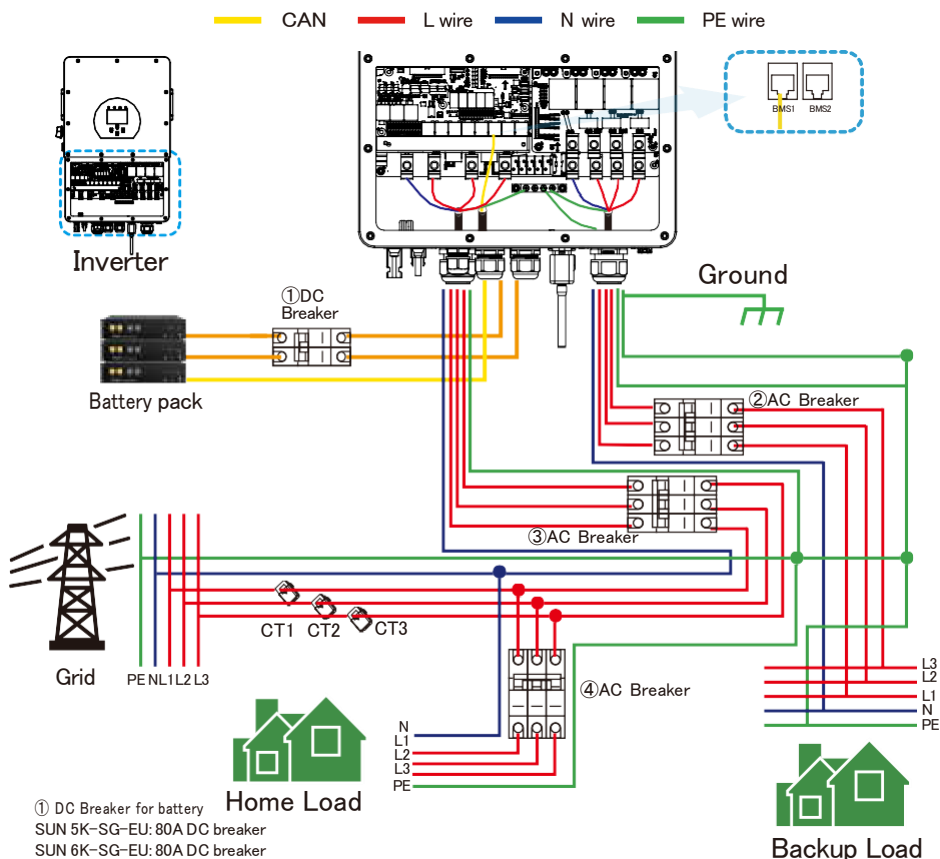 CAN L wire N wire PE wire
BMS1 BMS2
Inverter
Ground
①DC
Breaker
Battery pack
②AC Breaker
③AC Breaker
CT1 CT2 CT3
Grid
PE N L1 L2 L3
④AC Breaker
L3
L2
L1
N
PE
N
L1
L2
L3
PE
Home Load
Backup Load
① DC Breaker for battery
SUN 5K-SG-EU: 80A DC breaker
SUN 6K-SG-EU: 80A DC breaker